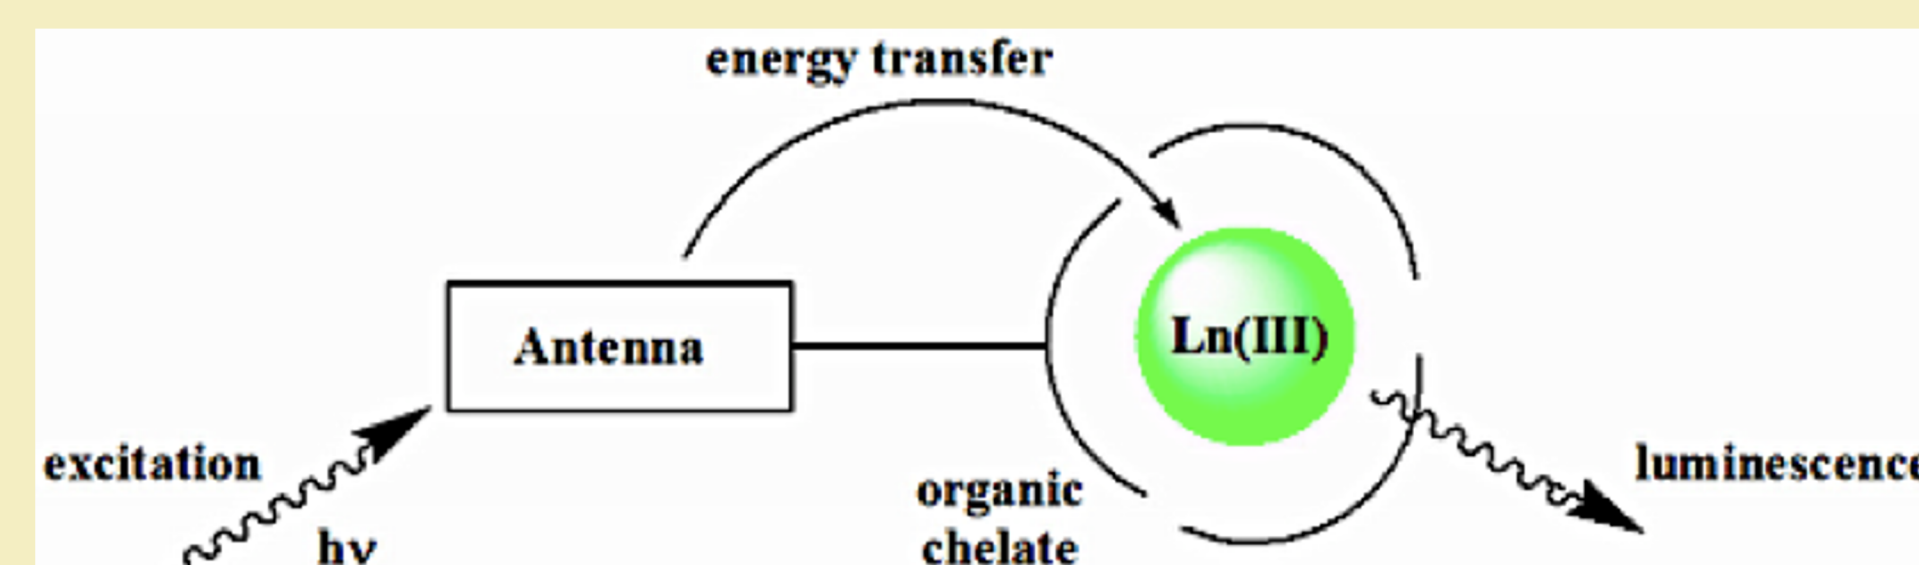 energy transfer
Antenna
Ln(III)
excitation
hν
organic
chelate
luminescence